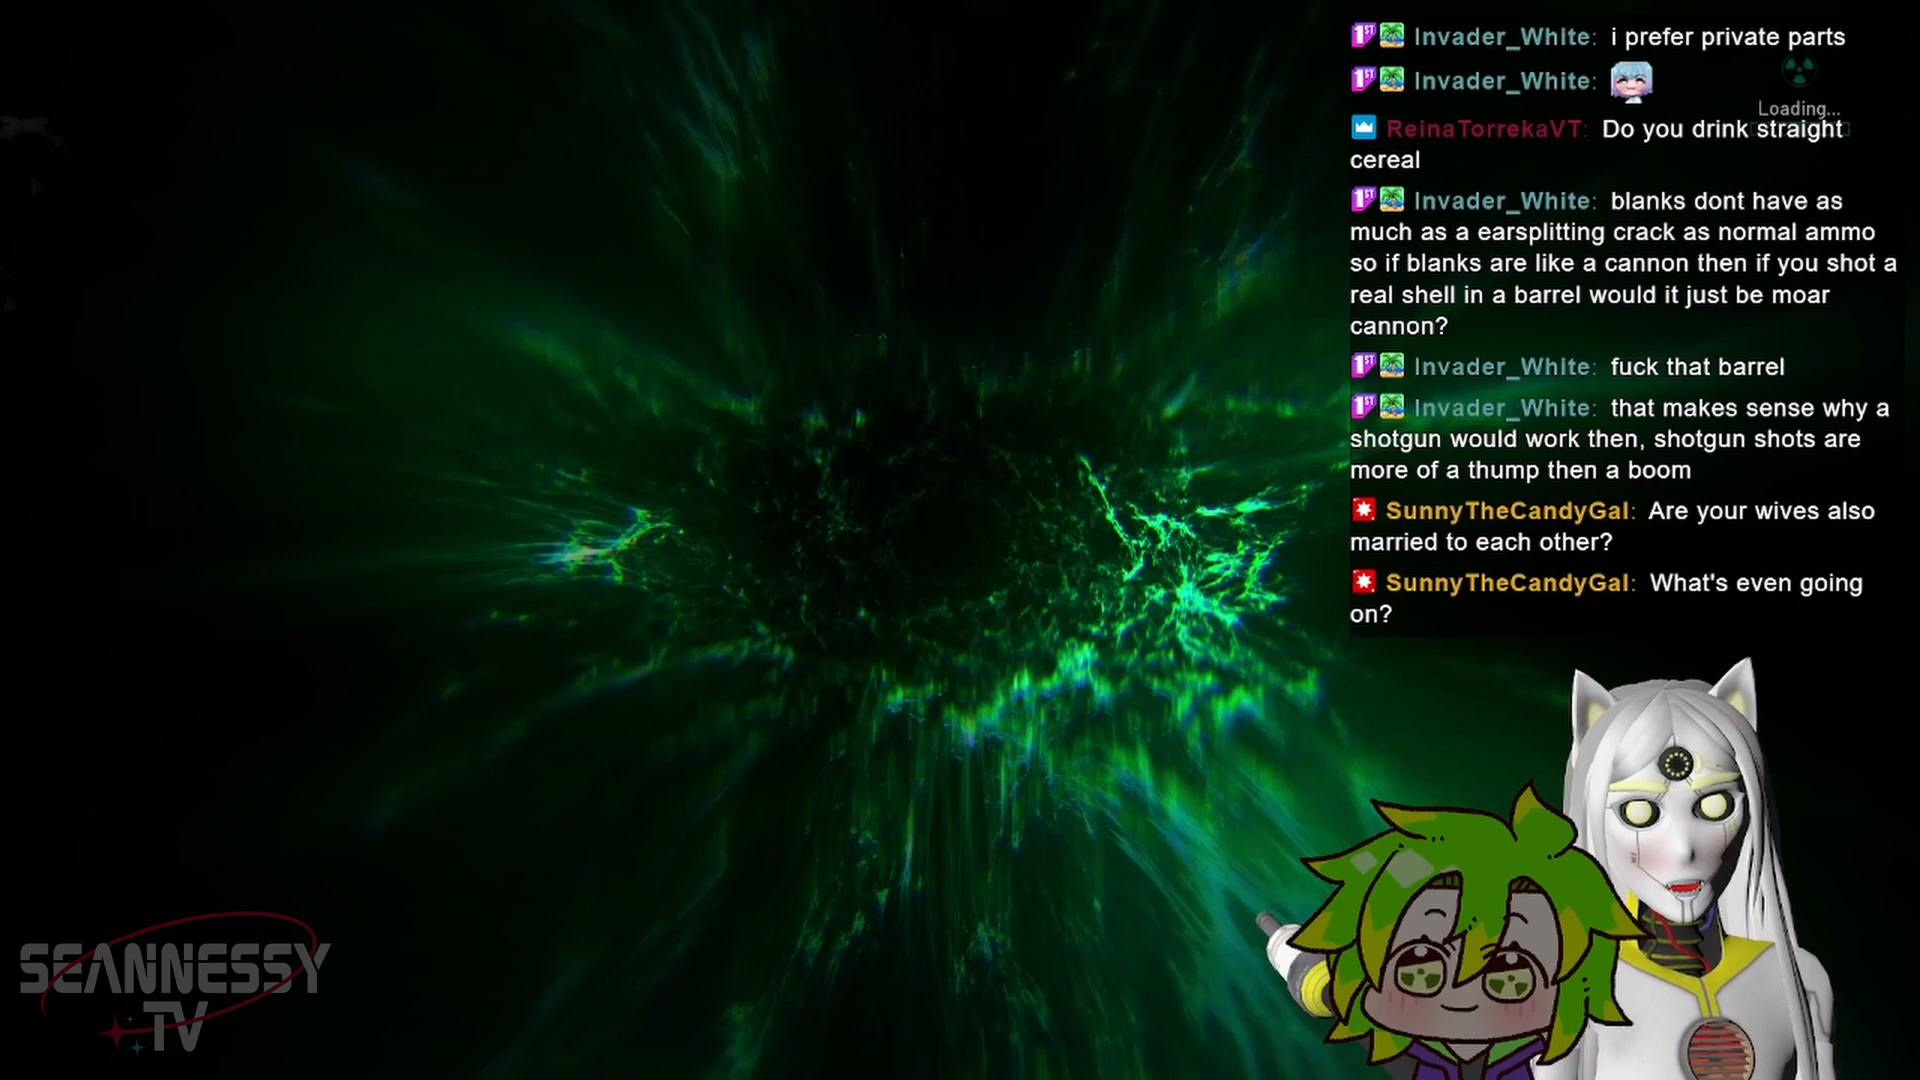 Invader_White: i prefer private parts
Invader_White:
Loading...
ReinaTorrekaVT: Do you drink straight
cereal
Invader_White: blanks dont have as
much as a earsplitting crack as normal ammo
so if blanks are like a cannon then if you shot a
real shell in a barrel would it just be moar
cannon?
Invader_White: fuck that barrel
Invader_White: that makes sense why a
shotgun would work then, shotgun shots are
more of a thump then a boom
SunnyTheCandyGal: Are your wives also
married to each other?
SunnyTheCandyGal: What's even going
on?
SEANNESSY
TV